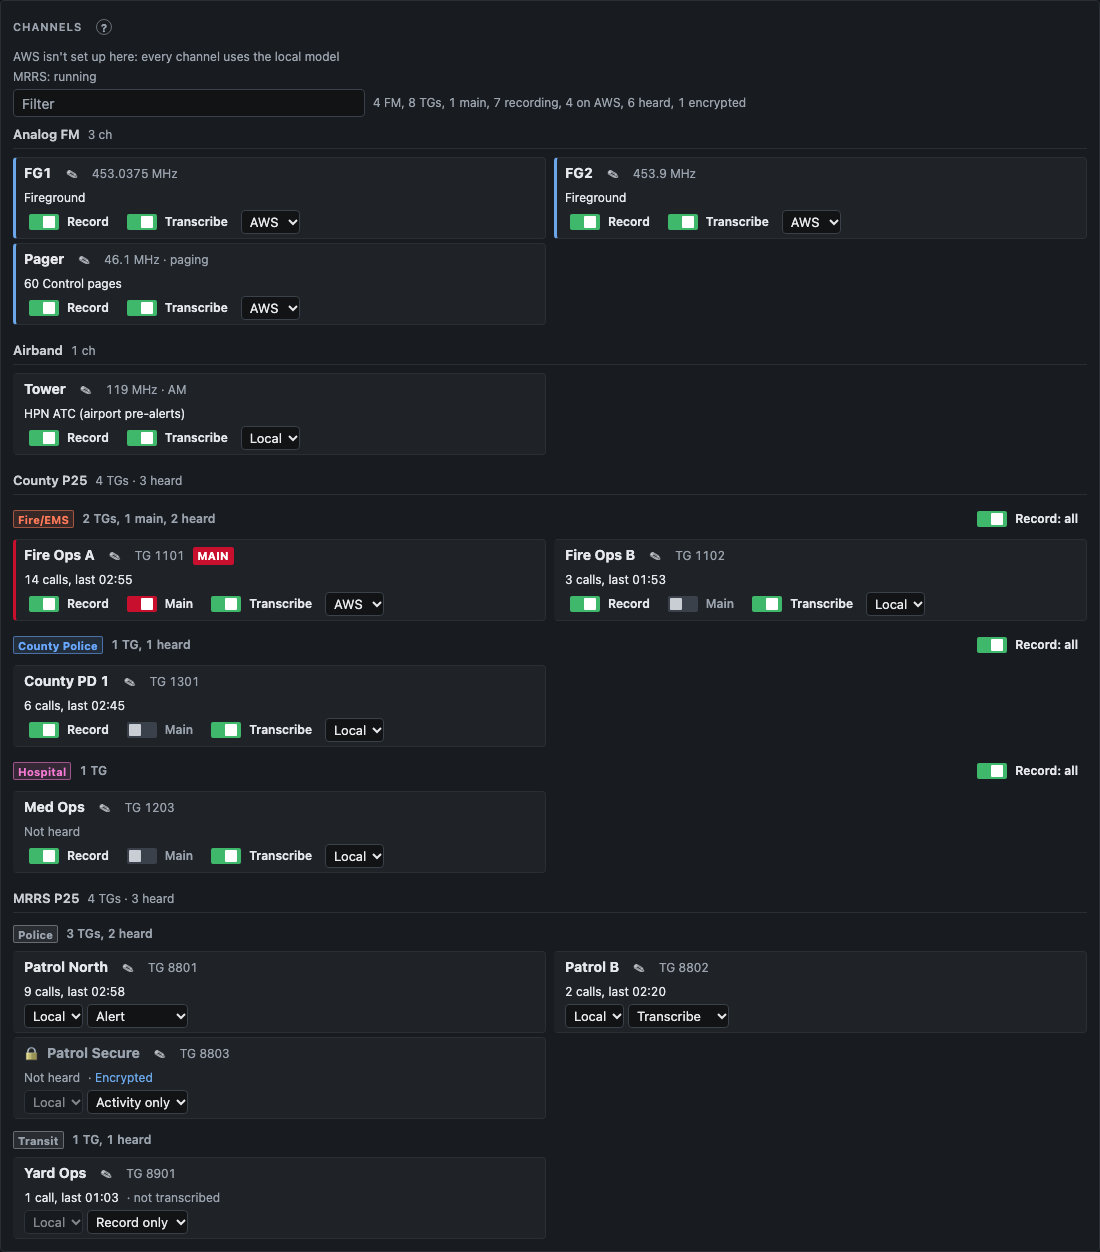 CHANNELS ?
AWS isn't set up here: every channel uses the local model
MRRS: running
Filter 4 FM, 8 TGs, 1 main, 7 recording, 4 on AWS, 6 heard, 1 encrypted
Analog FM 3 ch
FG1 453.0375 MHz
Fireground
Record Transcribe AWS
FG2 453.9 MHz
Fireground
Record Transcribe AWS
Pager 46.1 MHz · paging
60 Control pages
Record Transcribe AWS
Airband 1 ch
Tower 119 MHz · AM
HPN ATC (airport pre-alerts)
Record Transcribe Local
County P25 4 TGs · 3 heard
Fire/EMS 2 TGs, 1 main, 2 heard Record: all
Fire Ops A TG 1101 MAIN
14 calls, last 02:55
Record Main Transcribe AWS
Fire Ops B TG 1102
3 calls, last 01:53
Record Main Transcribe Local
County Police 1 TG, 1 heard Record: all
County PD 1 TG 1301
6 calls, last 02:45
Record Main Transcribe Local
Hospital 1 TG Record: all
Med Ops TG 1203
Not heard
Record Main Transcribe Local
MRRS P25 4 TGs · 3 heard
Police 3 TGs, 2 heard
Patrol North TG 8801
9 calls, last 02:58
Local Alert
Patrol B TG 8802
2 calls, last 02:20
Local Transcribe
Patrol Secure TG 8803
Not heard · Encrypted
Local Activity only
Transit 1 TG, 1 heard
Yard Ops TG 8901
1 call, last 01:03 · not transcribed
Local Record only